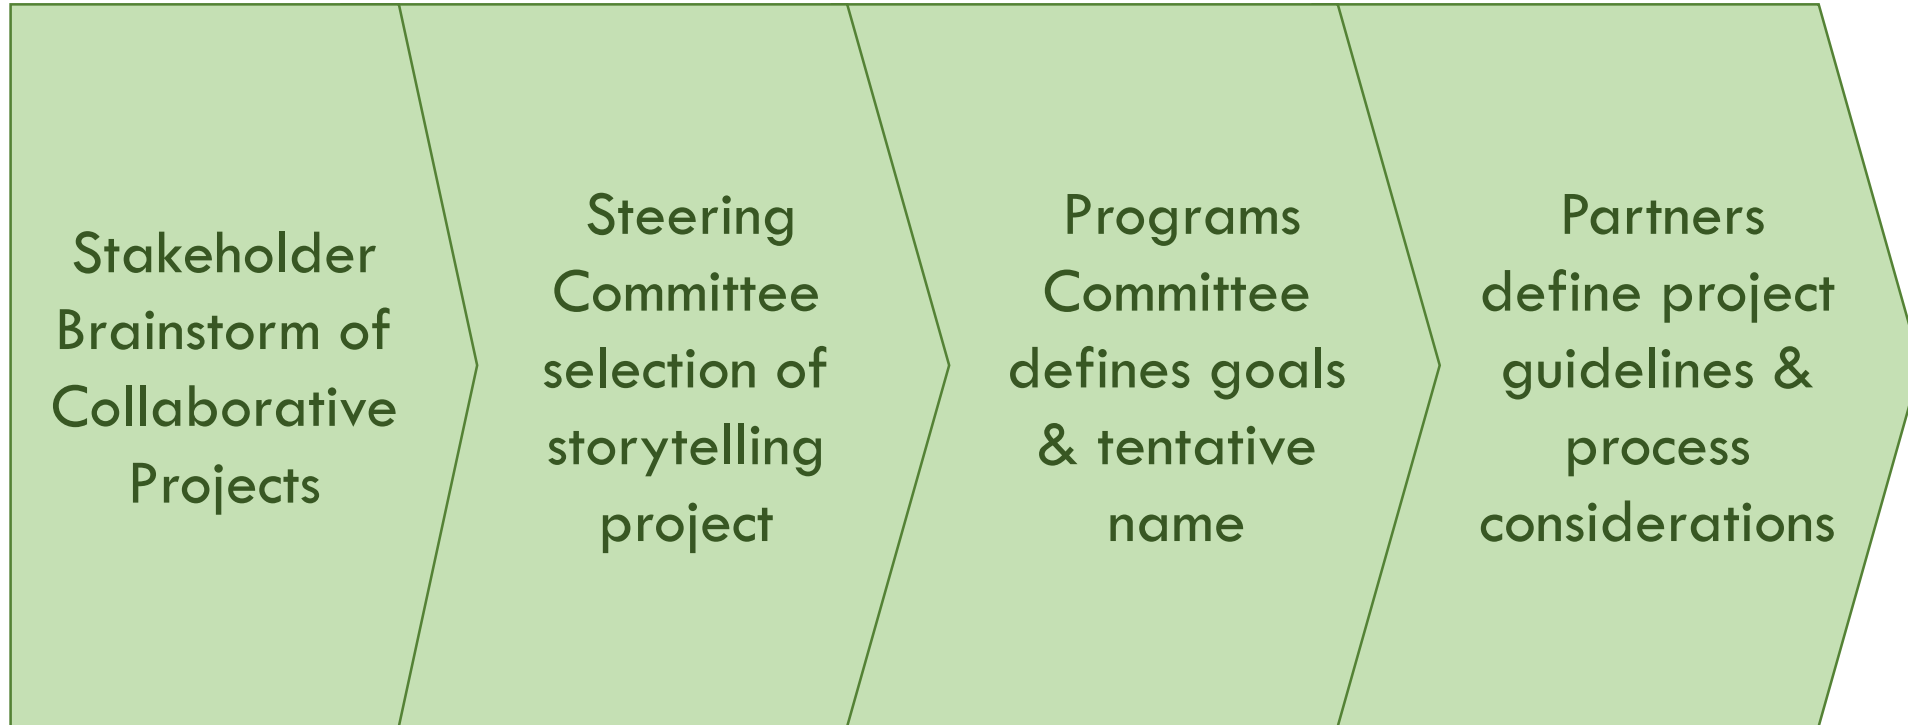 Stakeholder
Brainstorm of
Collaborative
Projects
Steering
Committee
selection of
storytelling
project
Programs
Committee
defines goals
& tentative
name
Partners
define project
guidelines &
process
considerations